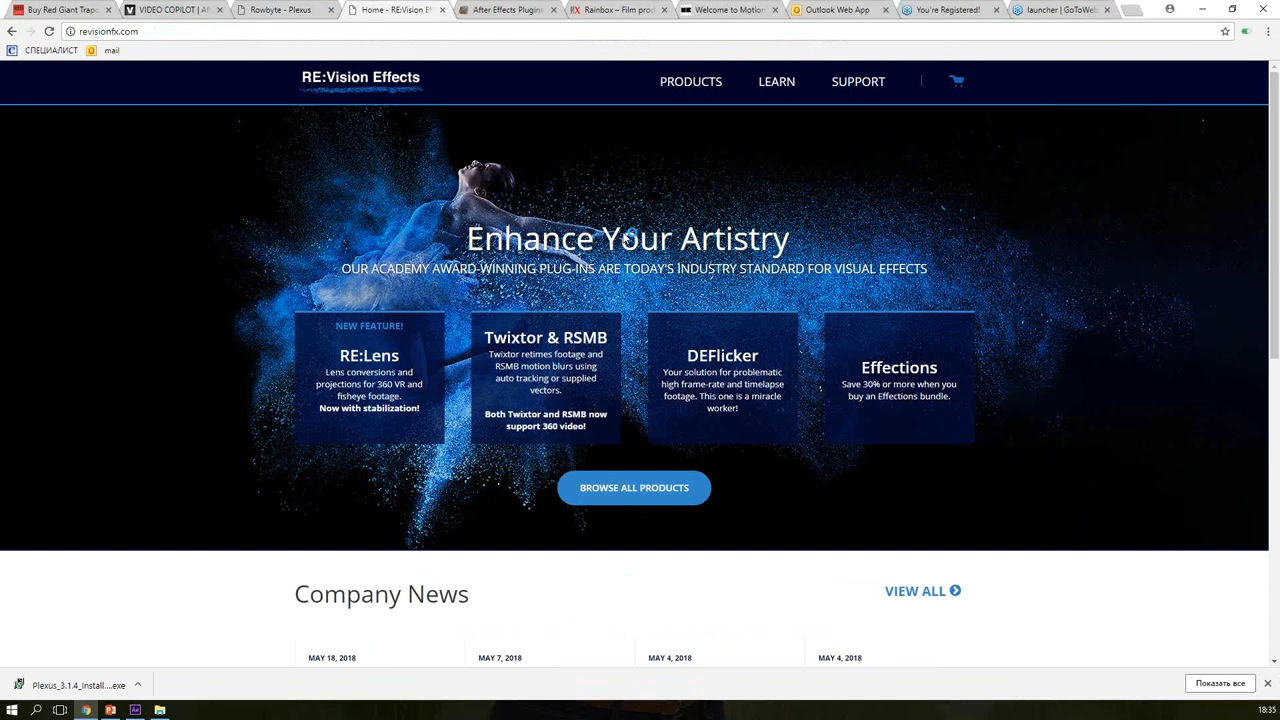 Buy Red Giant Trapc
VIDEO COPILOT | Af
Rowbyte - Plexus
Home - RE:Vision Ef
After Effects Plugins
Rainbox – Film prod
Welcome to Motion
Outlook Web App
You're Registered!
launcher | GoToWeb
revisionfx.com
СПЕЦИАЛИСТ
mail
RE:Vision Effects
PRODUCTS
LEARN
SUPPORT
Enhance Your Artistry
OUR ACADEMY AWARD-WINNING PLUG-INS ARE TODAY'S INDUSTRY STANDARD FOR VISUAL EFFECTS
NEW FEATURE!
RE:Lens
Lens conversions and
projections for 360 VR and
fisheye footage.
Now with stabilization!
Twixtor & RSMB
Twixtor retimes footage and
RSMB motion blurs using
auto tracking or supplied
vectors.
Both Twixtor and RSMB now
support 360 video!
DEFlicker
Your solution for problematic
high frame-rate and timelapse
footage. This one is a miracle
worker!
Effections
Save 30% or more when you
buy an Effections bundle.
BROWSE ALL PRODUCTS
Company News
VIEW ALL
MAY 18, 2018
MAY 7, 2018
MAY 4, 2018
MAY 4, 2018
Plexus_3.1.4_Install....exe
Показать все
18:35